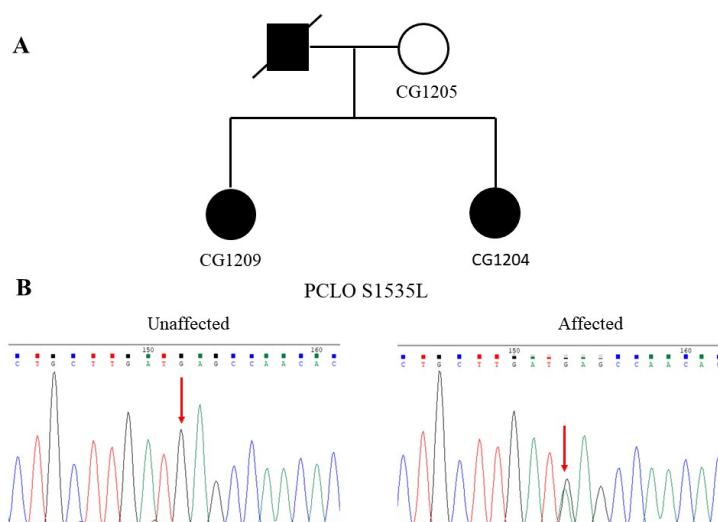 A
CG1205
CG1209
CG1204
B
PCLO S1535L
Unaffected
Affected
150
160
C T G C T T G A T G A G C C A A C A C
150
160
C T G C T T G A T G A G C C A A C A